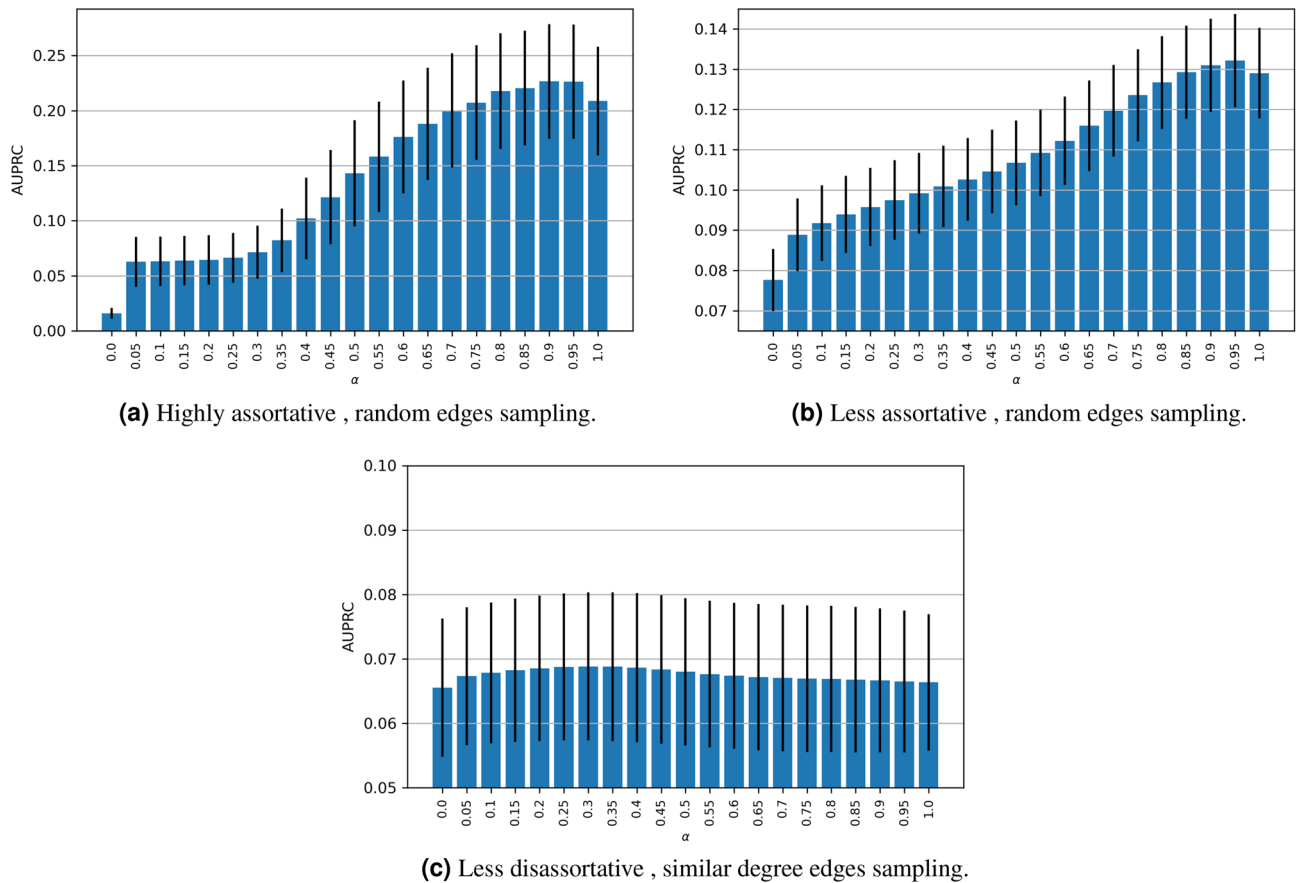 0.25
0.20
0.15
0.10
0.05
0.00
AUPRC
0.0 0.05 0.1 0.15 0.2 0.25 0.3 0.35 0.4 0.45 0.5 0.55 0.6 0.65 0.7 0.75 0.8 0.85 0.9 0.95 1.0
α
(a) Highly assortative , random edges sampling.
0.14
0.13
0.12
0.11
0.10
0.09
0.08
0.07
AUPRC
0.0 0.05 0.1 0.15 0.2 0.25 0.3 0.35 0.4 0.45 0.5 0.55 0.6 0.65 0.7 0.75 0.8 0.85 0.9 0.95 1.0
α
(b) Less assortative , random edges sampling.
0.10
0.09
0.08
0.07
0.06
0.05
AUPRC
0.0 0.05 0.1 0.15 0.2 0.25 0.3 0.35 0.4 0.45 0.5 0.55 0.6 0.65 0.7 0.75 0.8 0.85 0.9 0.95 1.0
α
(c) Less disassortative , similar degree edges sampling.